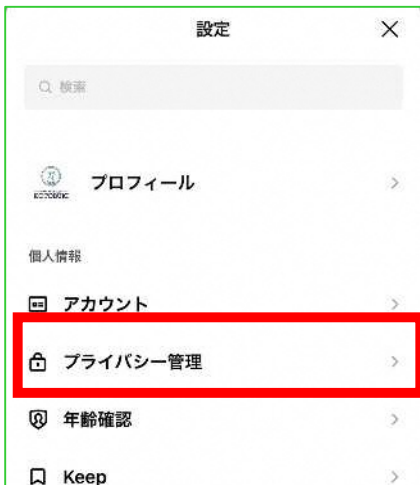 設定
検索
プロフィール
個人情報
アカウント
プライバシー管理
年齢確認
Keep